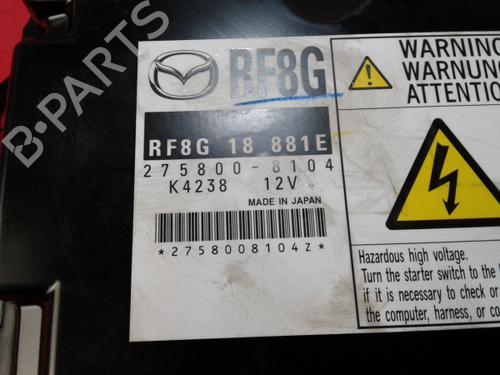 RF8G
RF8G 18 881E
275800-8104
K4238 12V
MADE IN JAPAN
*2758008104Z*
WARNING
WARNUNG
ATTENTI
Hazardous high voltage.
Turn the starter switch to the
if it is necessary to check or
the computer, harness, or co
B-PARTS